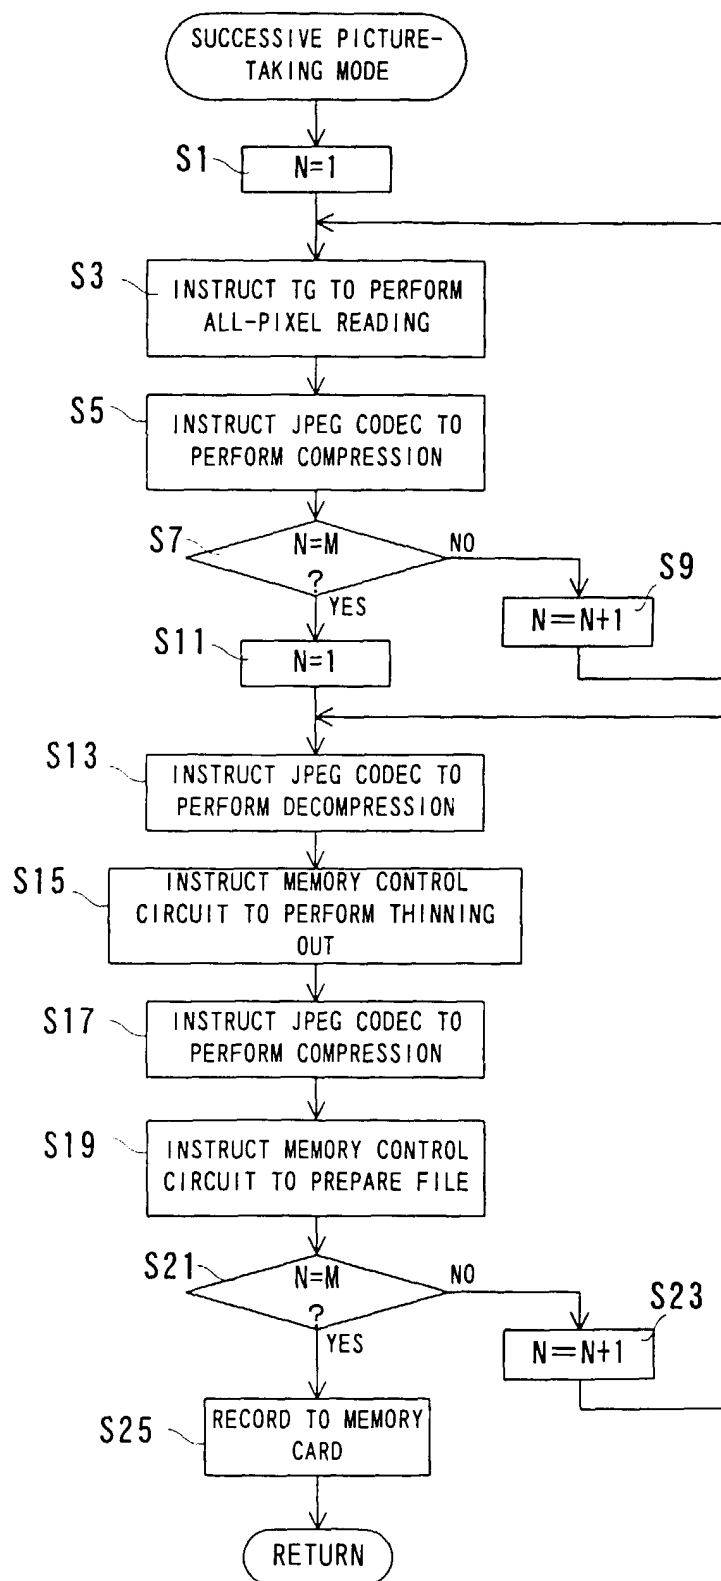 SUCCESSIVE PICTURE-
TAKING MODE
S1
N=1
S3
INSTRUCT TG TO PERFORM
ALL-PIXEL READING
S5
INSTRUCT JPEG CODEC TO
PERFORM COMPRESSION
S7
N=M
?
NO
YES
S9
N=N+1
S11
N=1
S13
INSTRUCT JPEG CODEC TO
PERFORM DECOMPRESSION
S15
INSTRUCT MEMORY CONTROL
CIRCUIT TO PERFORM THINNING
OUT
S17
INSTRUCT JPEG CODEC TO
PERFORM COMPRESSION
S19
INSTRUCT MEMORY CONTROL
CIRCUIT TO PREPARE FILE
S21
N=M
?
NO
YES
S23
N=N+1
S25
RECORD TO MEMORY
CARD
RETURN